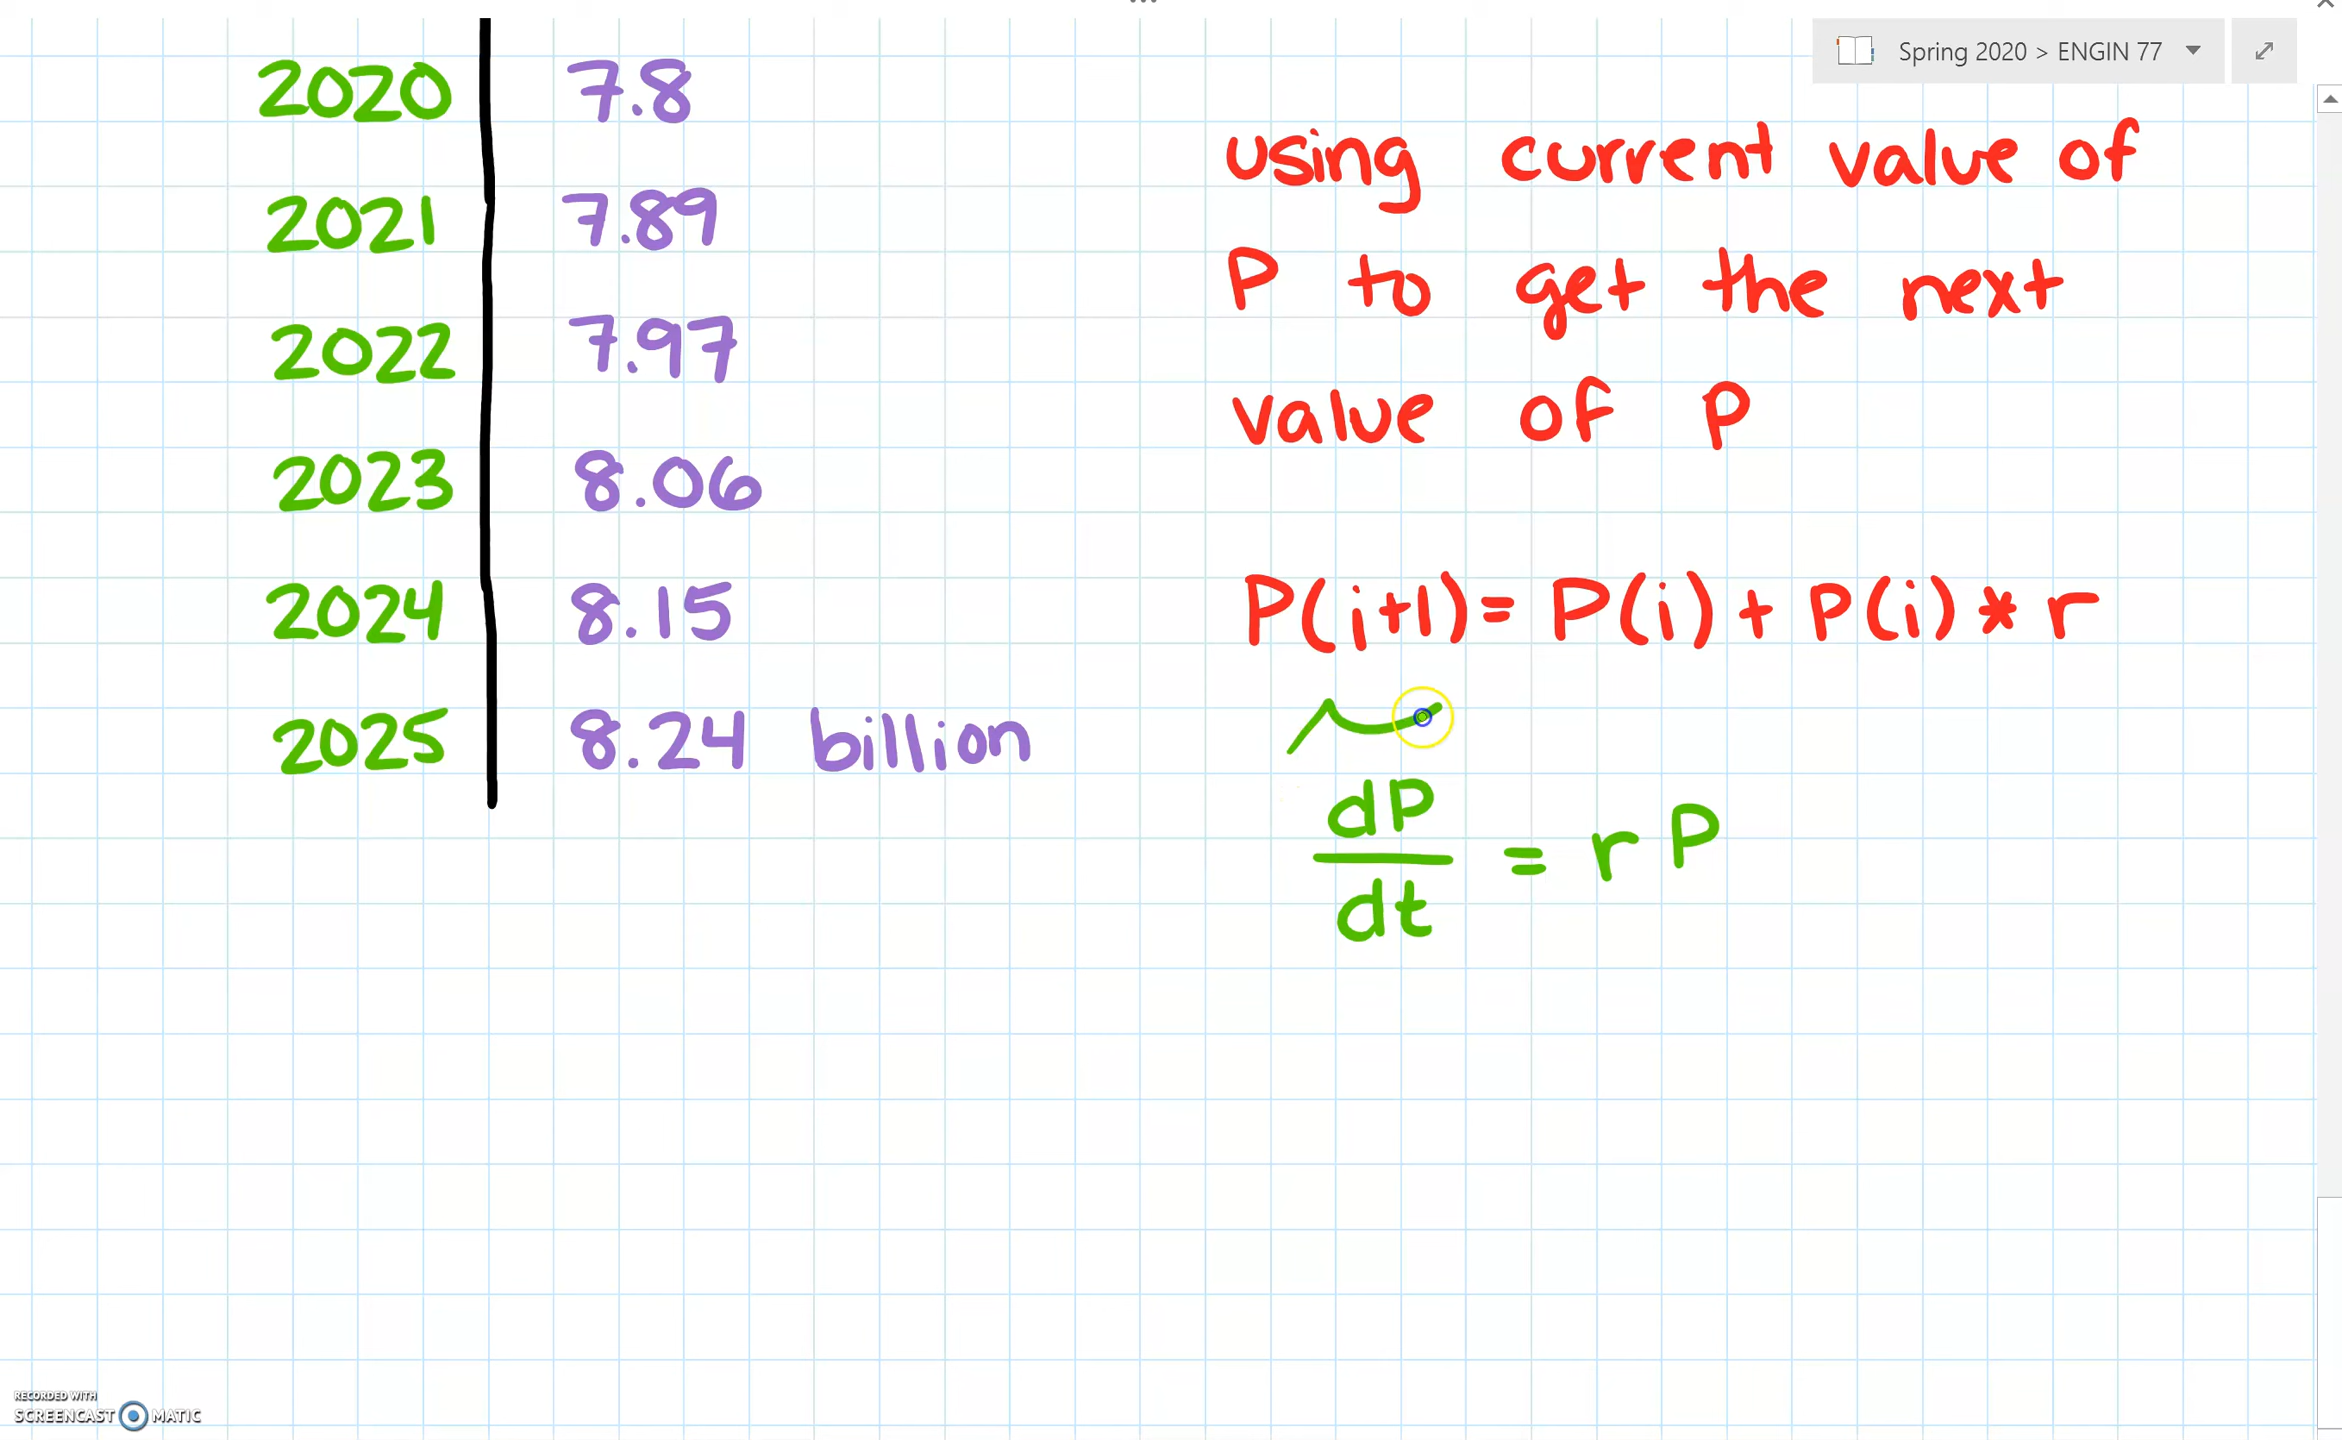 Spring 2020 > ENGIN 77
2020 7.8
2021 7.89
2022 7.97
2023 8.06
2024 8.15
2025 8.24 billion
using current value of
P to get the next
value of P
P(i+1) = P(i) + P(i) * r
dP/dt = r P
RECORDED WITH
SCREENCAST MATIC